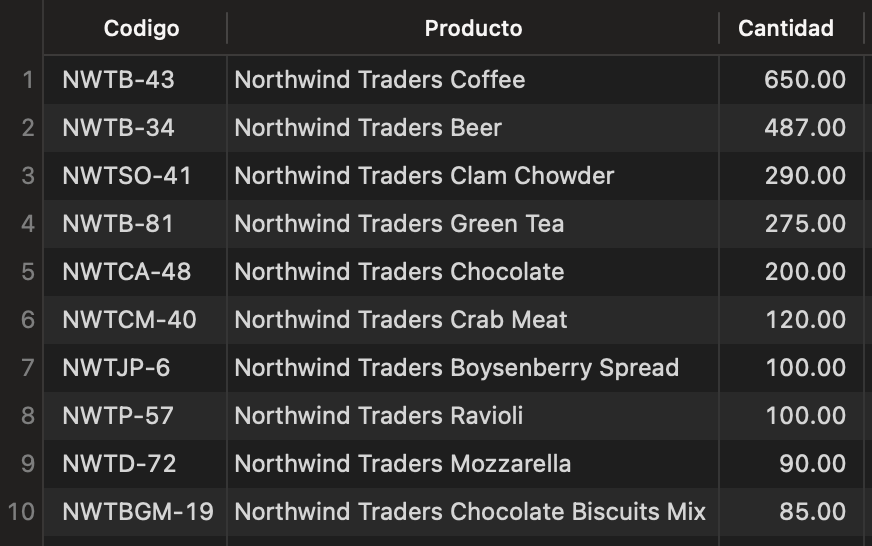 Codigo Producto Cantidad
1 NWTB-43 Northwind Traders Coffee 650.00
2 NWTB-34 Northwind Traders Beer 487.00
3 NWTSO-41 Northwind Traders Clam Chowder 290.00
4 NWTB-81 Northwind Traders Green Tea 275.00
5 NWTCA-48 Northwind Traders Chocolate 200.00
6 NWTCM-40 Northwind Traders Crab Meat 120.00
7 NWTJP-6 Northwind Traders Boysenberry Spread 100.00
8 NWTP-57 Northwind Traders Ravioli 100.00
9 NWTD-72 Northwind Traders Mozzarella 90.00
10 NWTBGM-19 Northwind Traders Chocolate Biscuits Mix 85.00